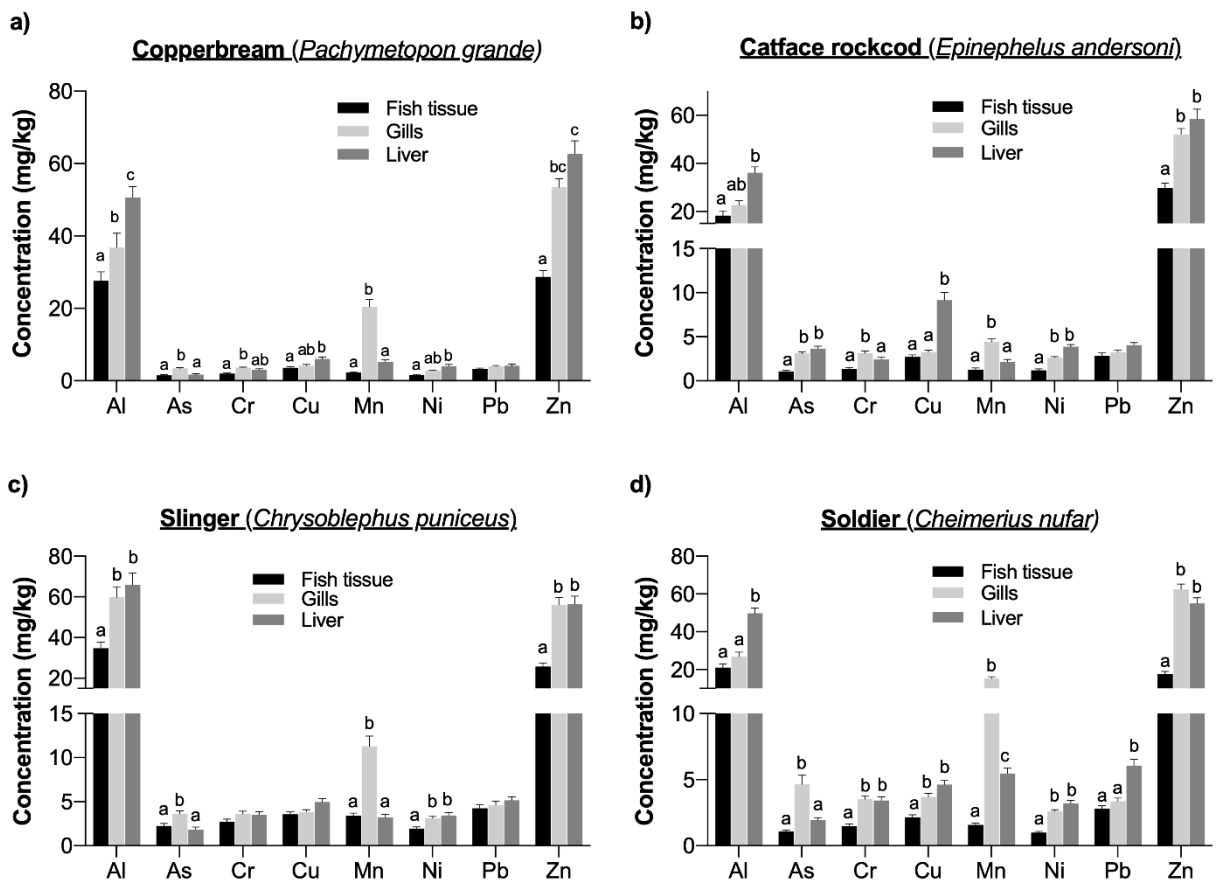 a)
Copperbream (Pachymetopon grande)
Concentration (mg/kg)
80
60
40
20
0
Fish tissue
Gills
Liver
a b c
a b a
a b ab
a ab b
a b a
a ab b
a bc c
Al As Cr Cu Mn Ni Pb Zn
b)
Catface rockcod (Epinephelus andersoni)
Concentration (mg/kg)
60
40
20
15
10
5
0
Fish tissue
Gills
Liver
a ab b
a b b
a b a
a a b
a b a
a b b
a b b
Al As Cr Cu Mn Ni Pb Zn
c)
Slinger (Chrysoblephus puniceus)
Concentration (mg/kg)
80
60
40
20
15
10
5
0
Fish tissue
Gills
Liver
a b b
a b a
a b a
a b b
a b b
Al As Cr Cu Mn Ni Pb Zn
d)
Soldier (Cheimerius nufar)
Concentration (mg/kg)
80
60
40
20
10
5
0
Fish tissue
Gills
Liver
a a b
a b a
a b b
a b b
a b c
a b b
a a b
a b b
Al As Cr Cu Mn Ni Pb Zn